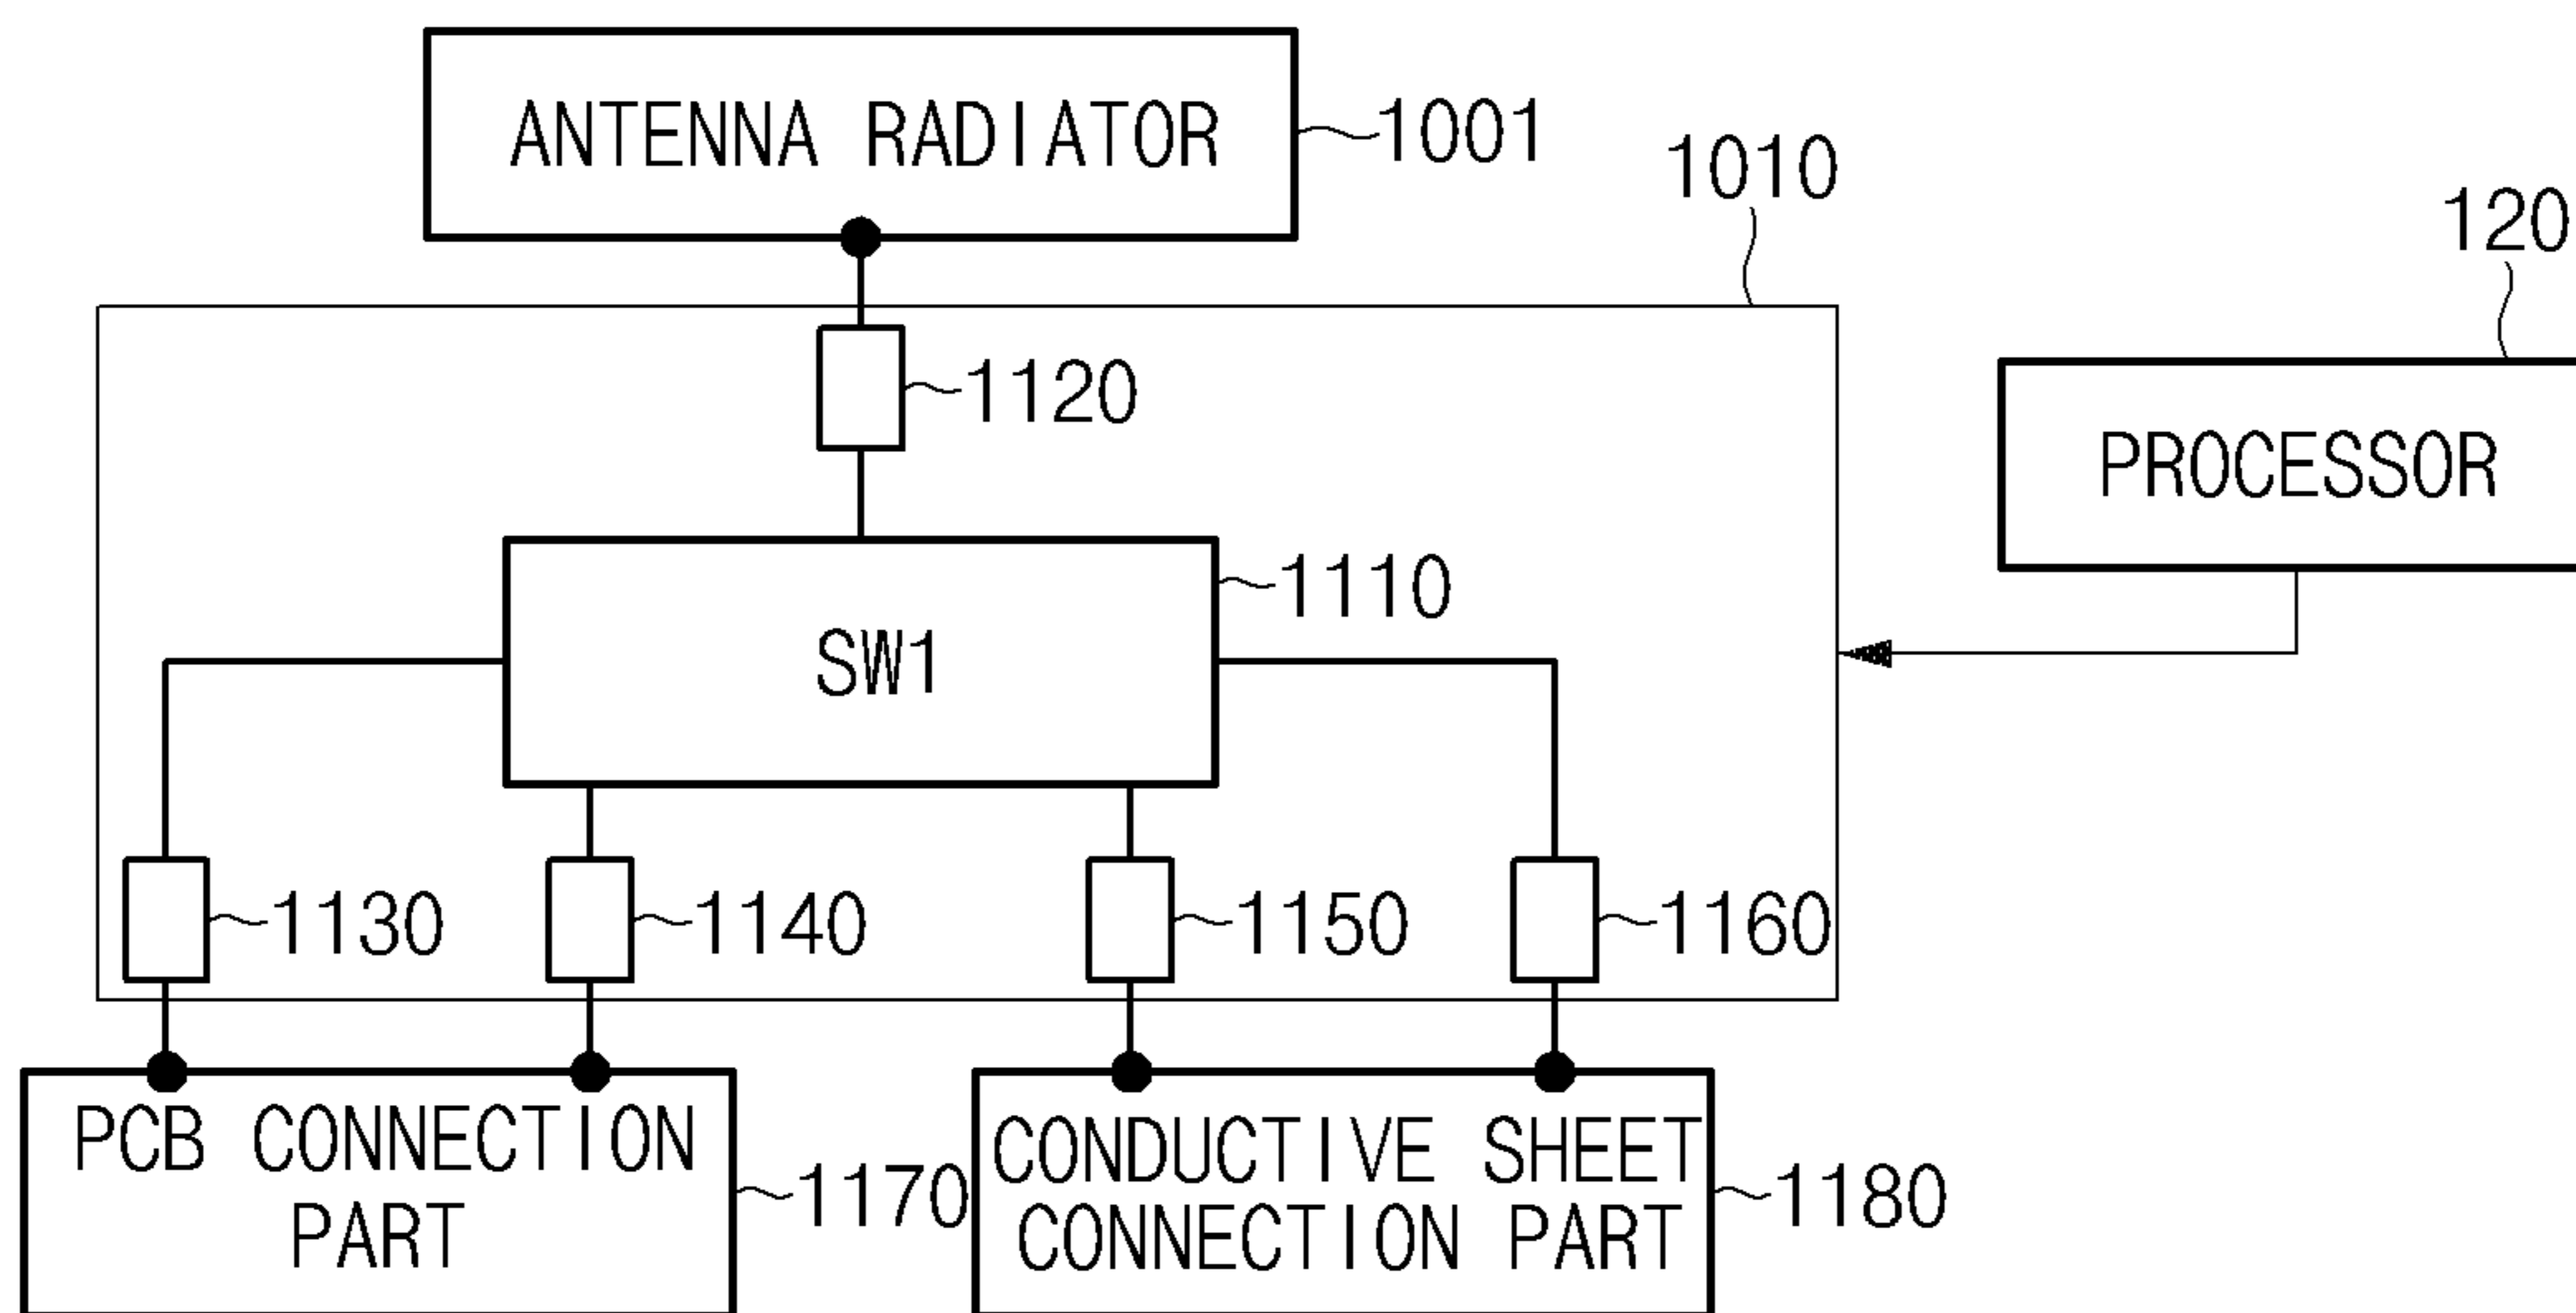 ANTENNA RADIATOR
1001
1010
120
1120
PROCESSOR
1110
SW1
1130
1140
1150
1160
PCB CONNECTION
PART
1170
CONDUCTIVE SHEET
CONNECTION PART
1180